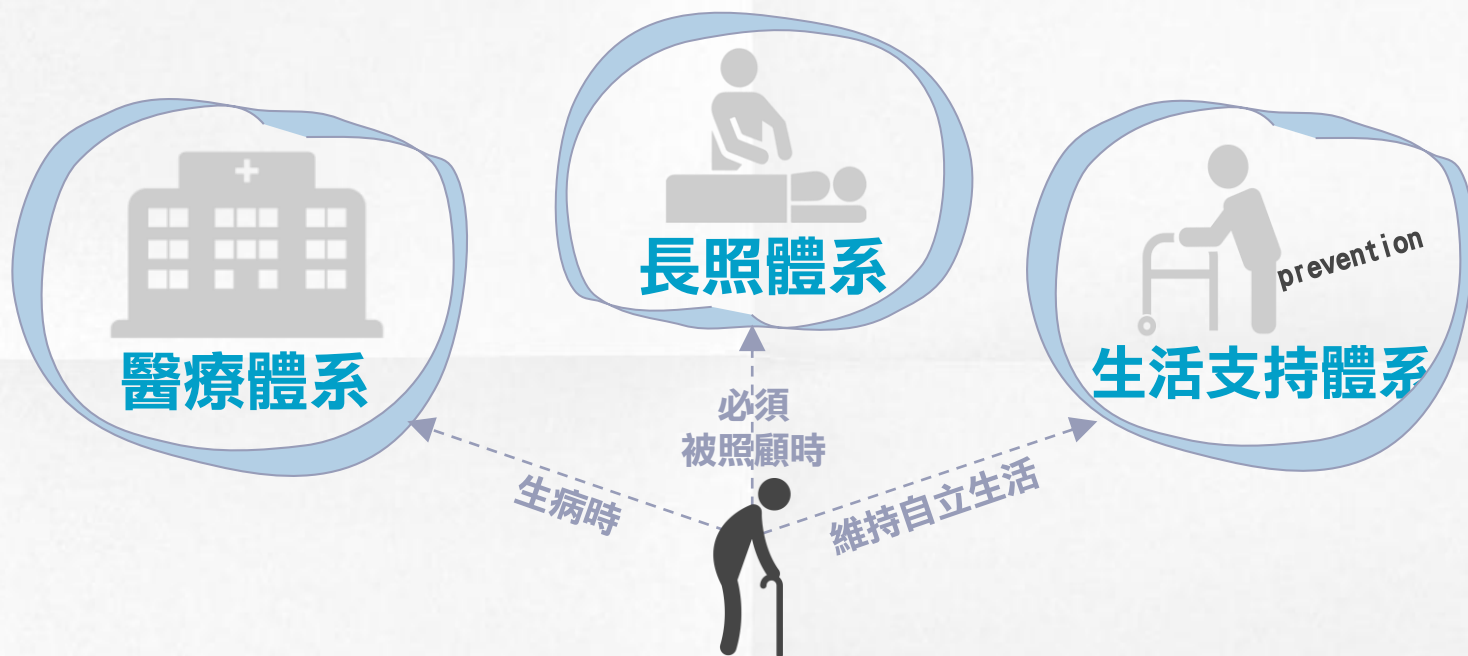 長照體系
prevention
醫療體系
生活支持體系
必須
被照顧時
生病時
維持自立生活